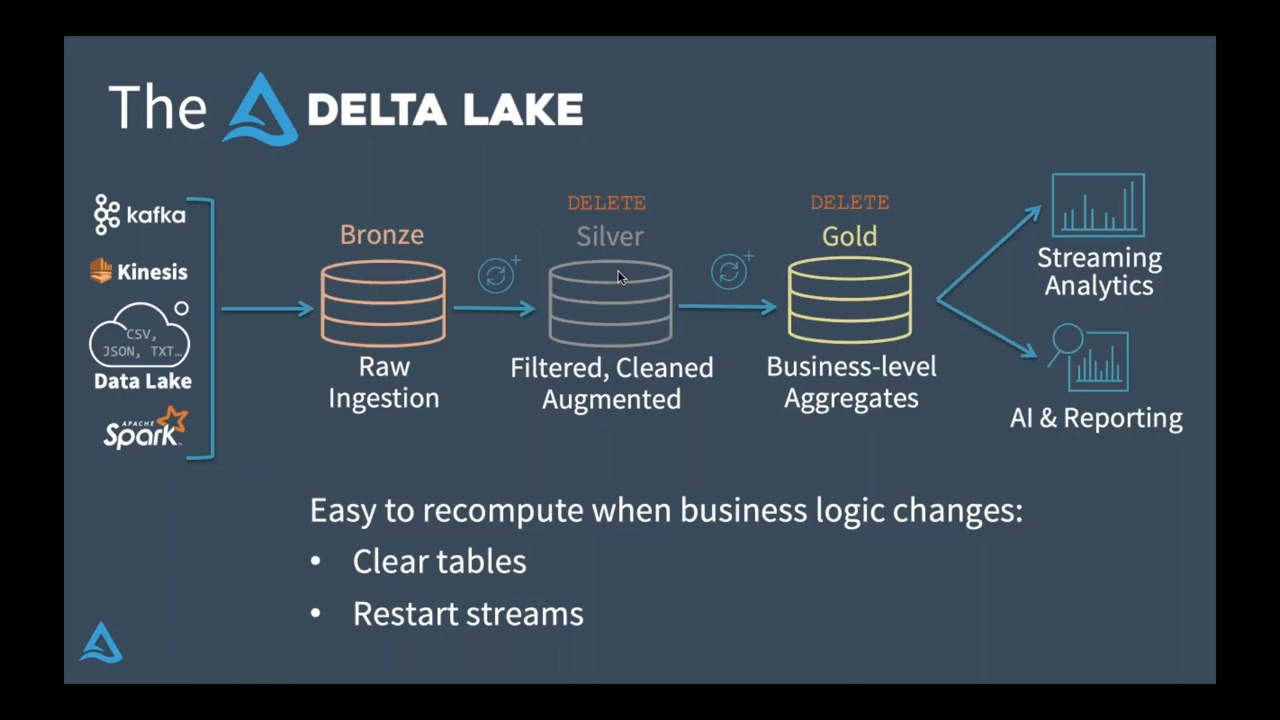 The DELTA LAKE
kafka
Kinesis
CSV,
JSON, TXT…
Data Lake
APACHE
Spark™
Bronze
Raw
Ingestion
DELETE
Silver
Filtered, Cleaned
Augmented
DELETE
Gold
Business-level
Aggregates
Streaming
Analytics
AI & Reporting
Easy to recompute when business logic changes:
• Clear tables
• Restart streams